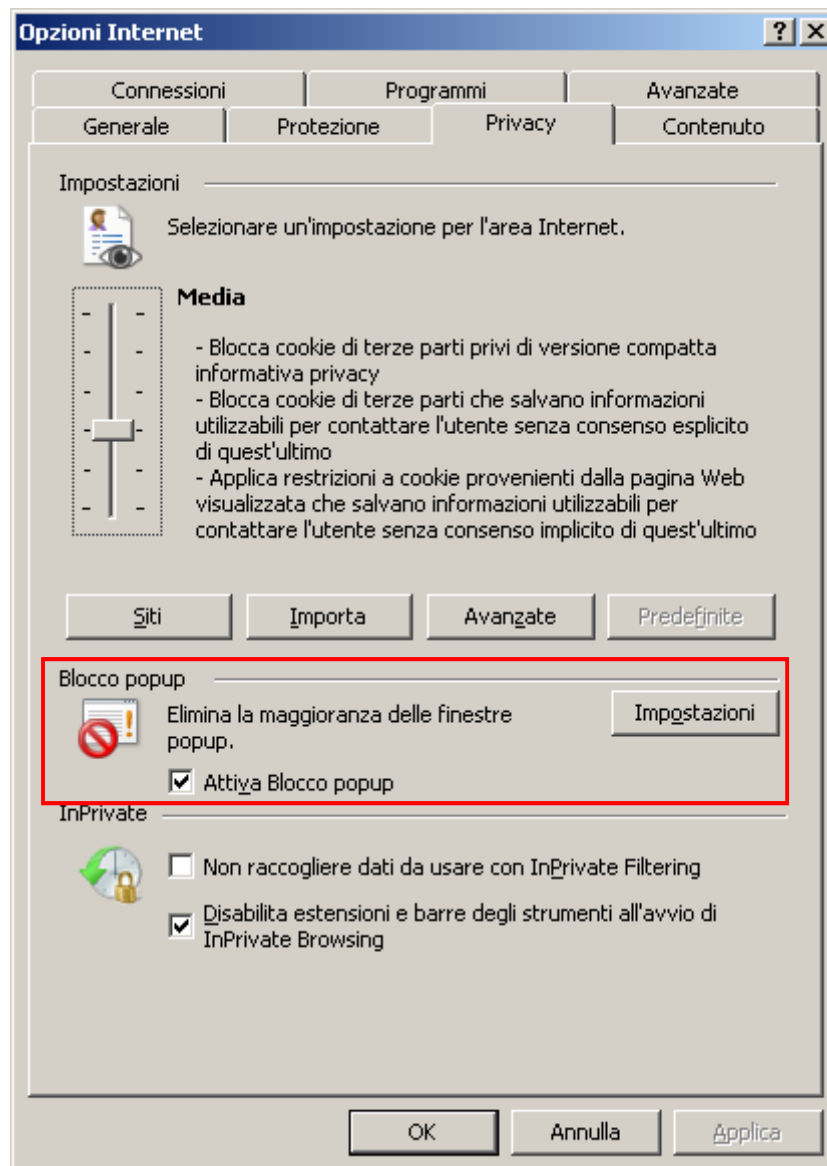 Opzioni Internet
Connessioni Programmi Avanzate
Generale Protezione Privacy Contenuto
Impostazioni
Selezionare un'impostazione per l'area Internet.
Media
- Blocca cookie di terze parti privi di versione compatta
informativa privacy
- Blocca cookie di terze parti che salvano informazioni
utilizzabili per contattare l'utente senza consenso esplicito
di quest'ultimo
- Applica restrizioni a cookie provenienti dalla pagina Web
visualizzata che salvano informazioni utilizzabili per
contattare l'utente senza consenso implicito di quest'ultimo
Siti Importa Avanzate Predefinite
Blocco popup
Elimina la maggioranza delle finestre
popup.
Impostazioni
Attiva Blocco popup
InPrivate
Non raccogliere dati da usare con InPrivate Filtering
Disabilita estensioni e barre degli strumenti all'avvio di
InPrivate Browsing
OK Annulla Applica